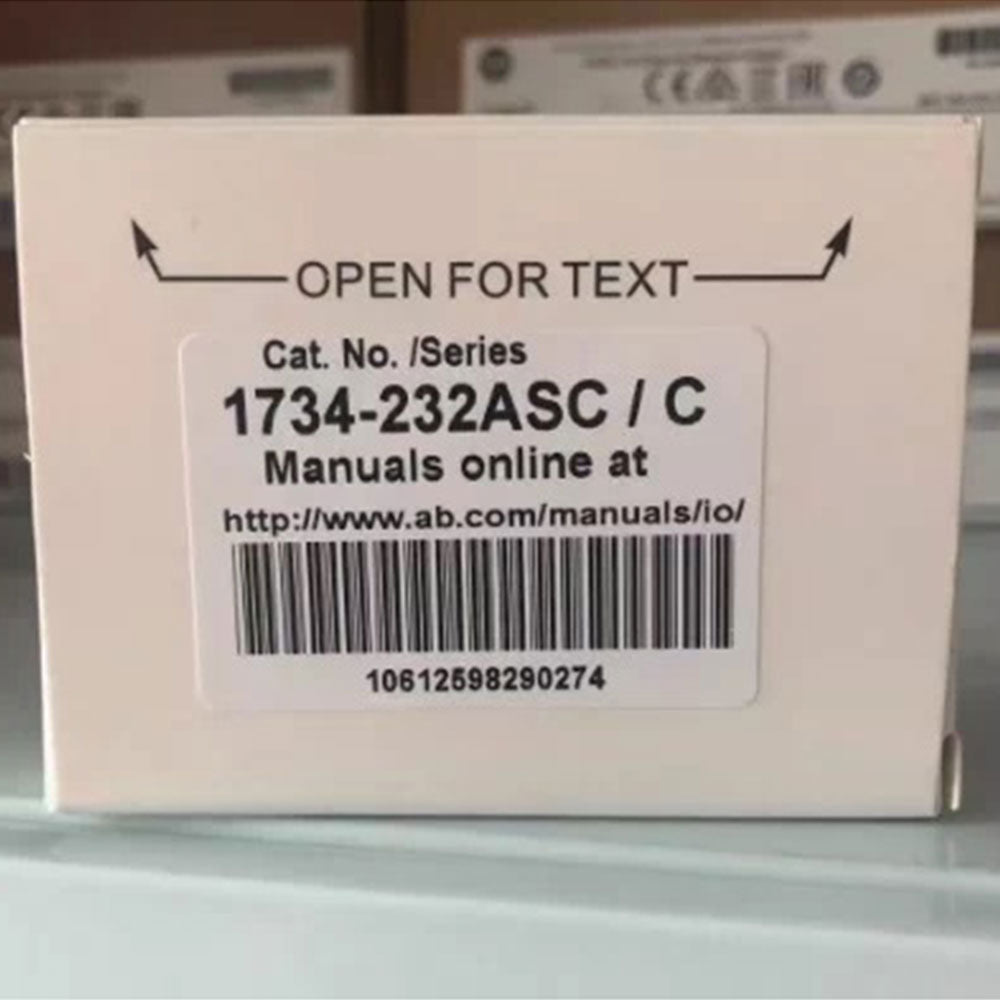 OPEN FOR TEXT
Cat. No. /Series
1734-232ASC / C
Manuals online at
http://www.ab.com/manuals/io/
10612598290274